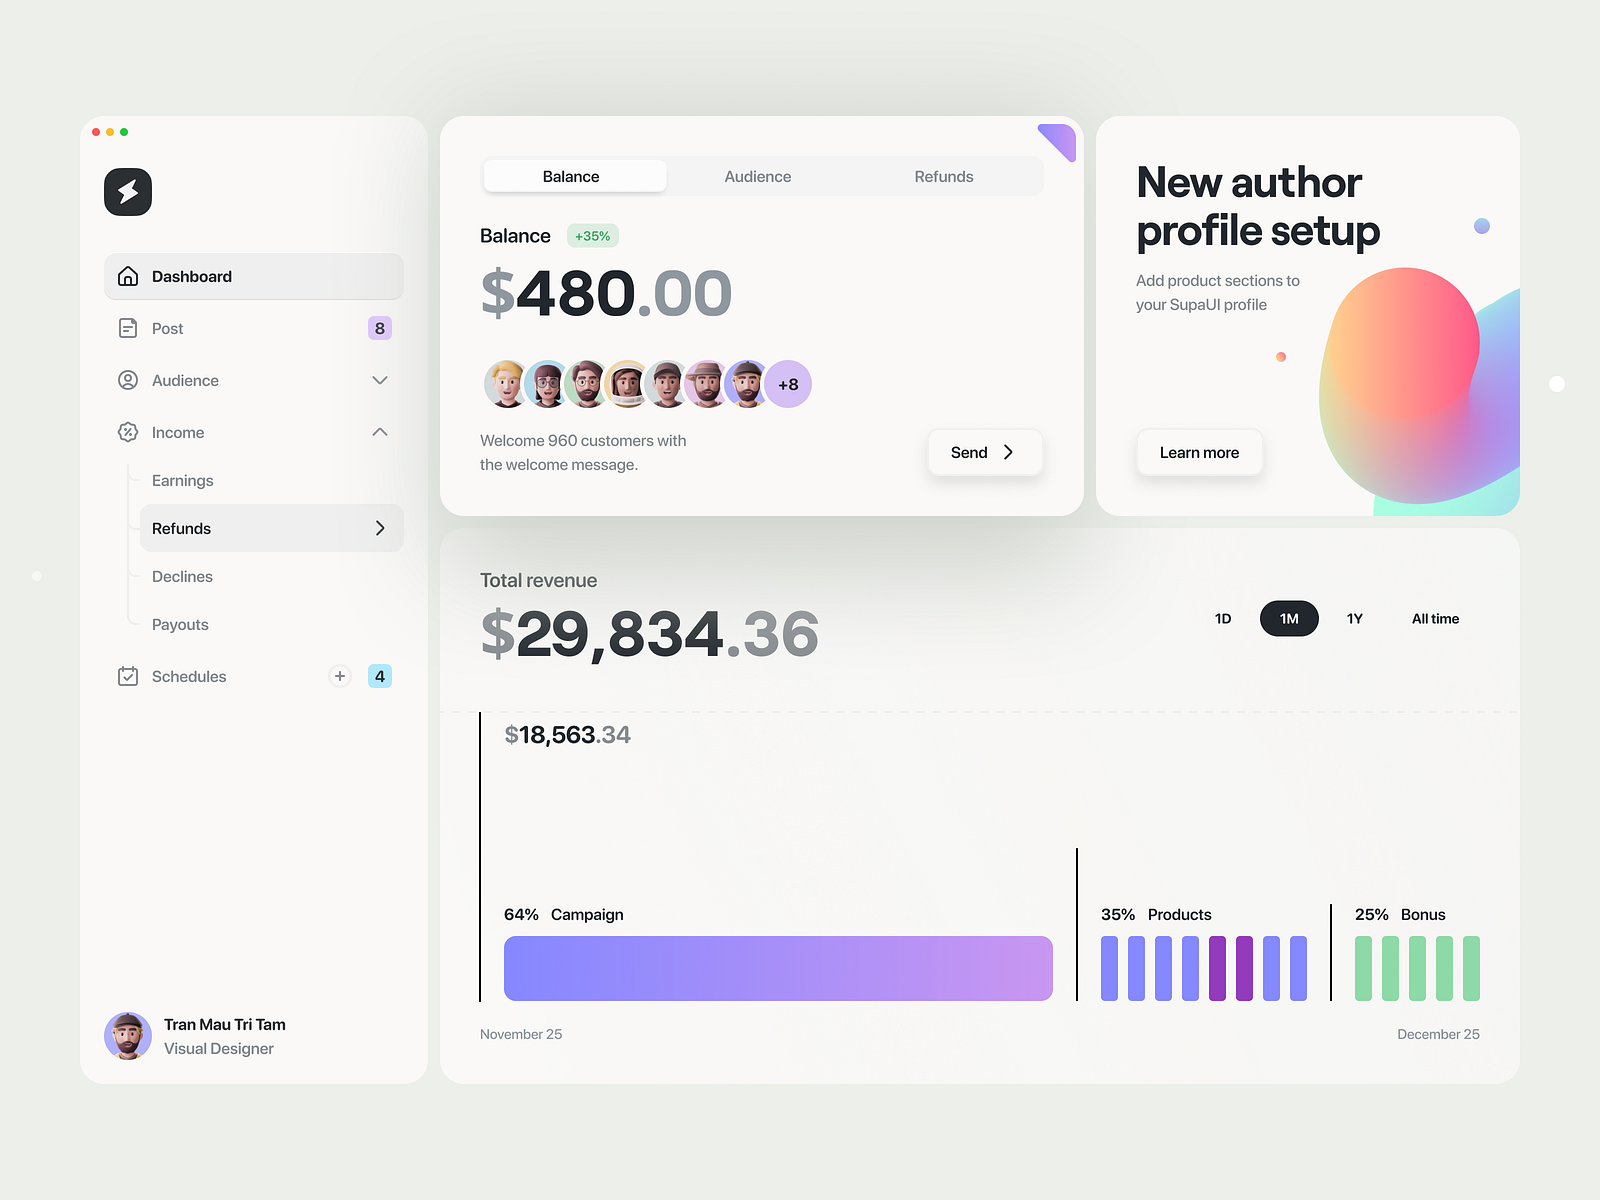 Dashboard
Post
8
Audience
Income
Earnings
Refunds
Declines
Payouts
Schedules
+
4
Tran Mau Tri Tam
Visual Designer
Balance
Audience
Refunds
Balance
+35%
$480.00
+8
Welcome 960 customers with
the welcome message.
Send
New author
profile setup
Add product sections to
your SupaUI profile
Learn more
Total revenue
$29,834.36
1D
1M
1Y
All time
$18,563.34
64% Campaign
35% Products
25% Bonus
November 25
December 25